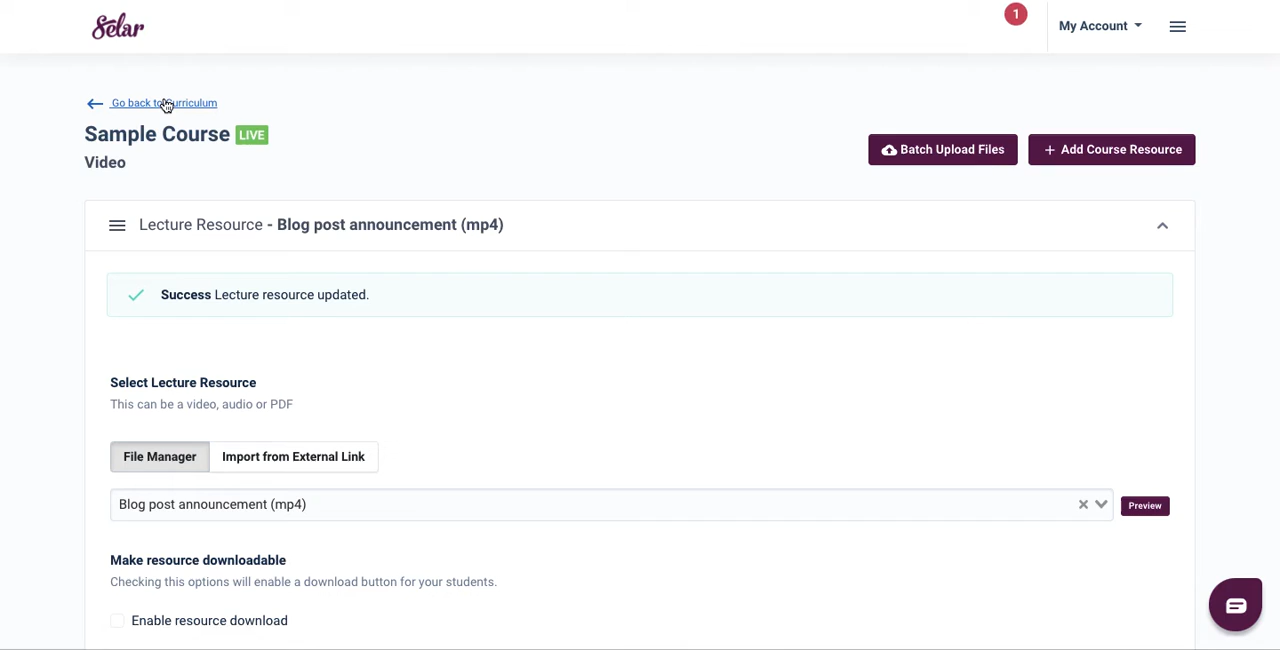 Selar
1
My Account
Go back to Curriculum
Sample Course LIVE
Video
Batch Upload Files
+ Add Course Resource
Lecture Resource - Blog post announcement (mp4)
Success Lecture resource updated.
Select Lecture Resource
This can be a video, audio or PDF
File Manager
Import from External Link
Blog post announcement (mp4)
Preview
Make resource downloadable
Checking this options will enable a download button for your students.
Enable resource download